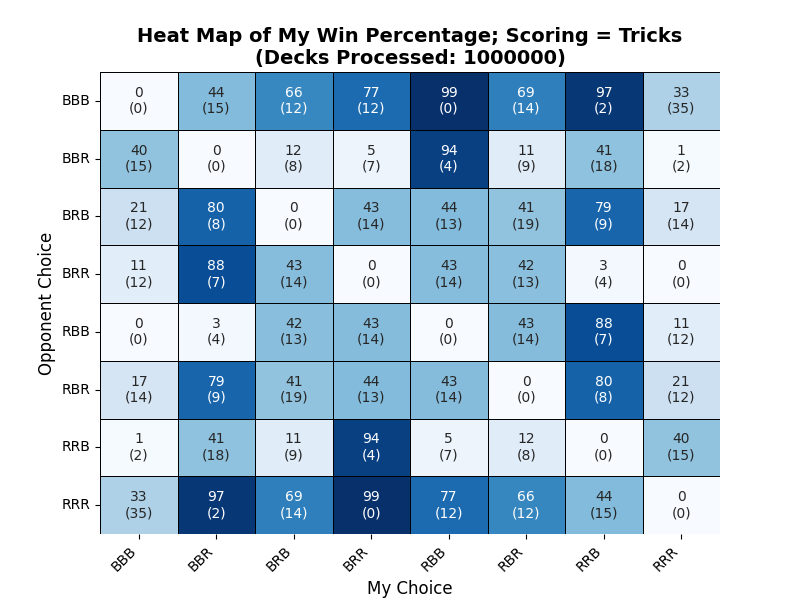 Heat Map of My Win Percentage; Scoring = Tricks
(Decks Processed: 1000000)
Opponent Choice
BBB 0 44 66 77 99 69 97 33
(0) (15) (12) (12) (0) (14) (2) (35)
BBR 40 0 12 5 94 11 41 1
(15) (0) (8) (7) (4) (9) (18) (2)
BRB 21 80 0 43 44 41 79 17
(12) (8) (0) (14) (13) (19) (9) (14)
BRR 11 88 43 0 43 42 3 0
(12) (7) (14) (0) (14) (13) (4) (0)
RBB 0 3 42 43 0 43 88 11
(0) (4) (13) (14) (0) (14) (7) (12)
RBR 17 79 41 44 43 0 80 21
(14) (9) (19) (13) (14) (0) (8) (12)
RRB 1 41 11 94 5 12 0 40
(2) (18) (9) (4) (7) (8) (0) (15)
RRR 33 97 69 99 77 66 44 0
(35) (2) (14) (0) (12) (12) (15) (0)
BBB BBR BRB BRR RBB RBR RRB RRR
My Choice